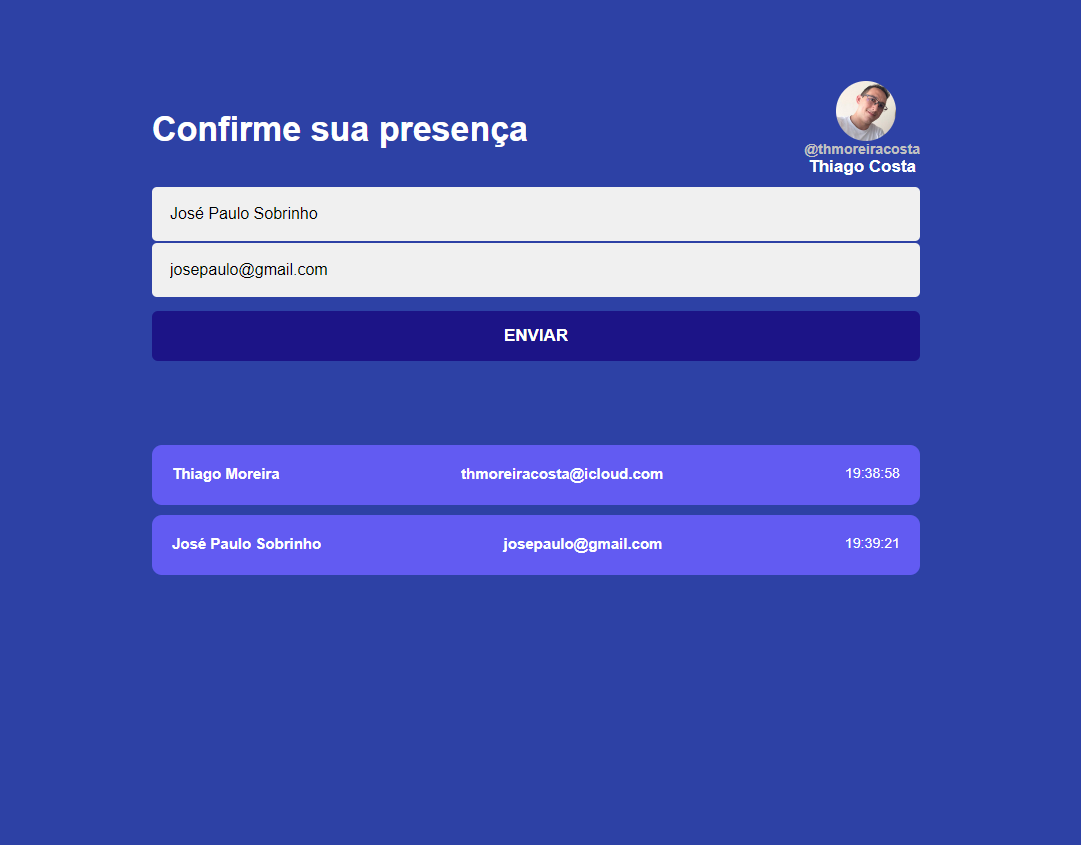 Confirme sua presença
@thmoreiracosta
Thiago Costa
José Paulo Sobrinho
josepaulo@gmail.com
ENVIAR
Thiago Moreira thmoreiracosta@icloud.com 19:38:58
José Paulo Sobrinho josepaulo@gmail.com 19:39:21